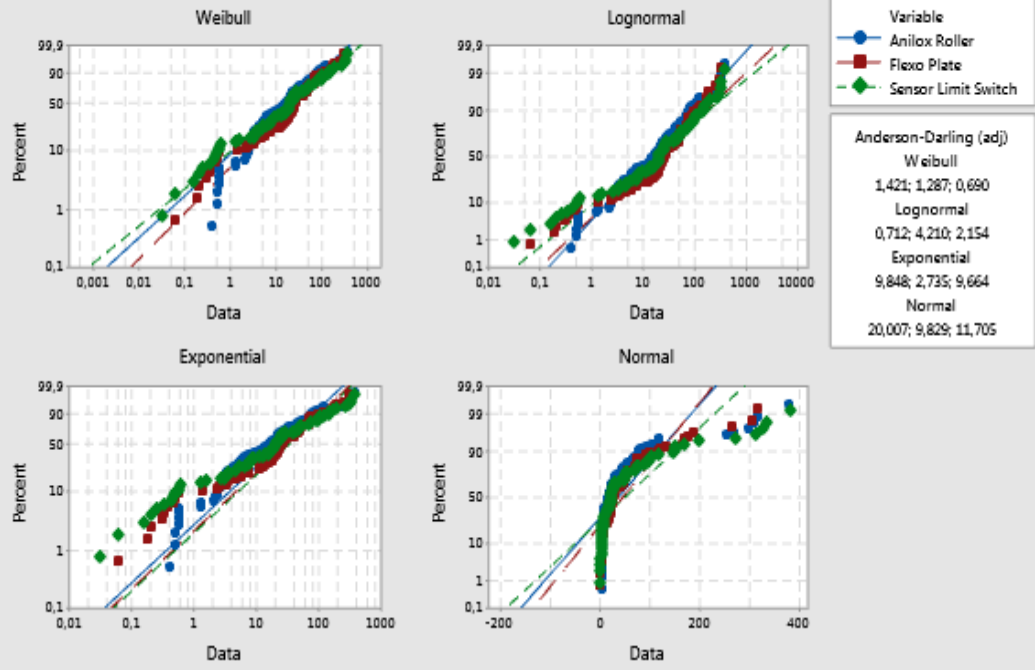 Weibull
99,9
90
50
10
1
0,1
Percent
0,001 0,01 0,1 1 10 100 1000
Data
Lognormal
99,9
99
90
50
10
1
0,1
Percent
0,01 0,1 1 10 100 1000 10000
Data
Variable
Anilox Roller
Flexo Plate
Sensor Limit Switch
Anderson-Darling (adj)
Weibull
1,421; 1,287; 0,690
Lognormal
0,712; 4,210; 2,154
Exponential
9,848; 2,735; 9,664
Normal
20,007; 9,829; 11,705
Exponential
99,9
90
50
10
1
0,1
Percent
0,01 0,1 1 10 100 1000
Data
Normal
99,9
99
90
50
10
1
0,1
Percent
-200 0 200 400
Data